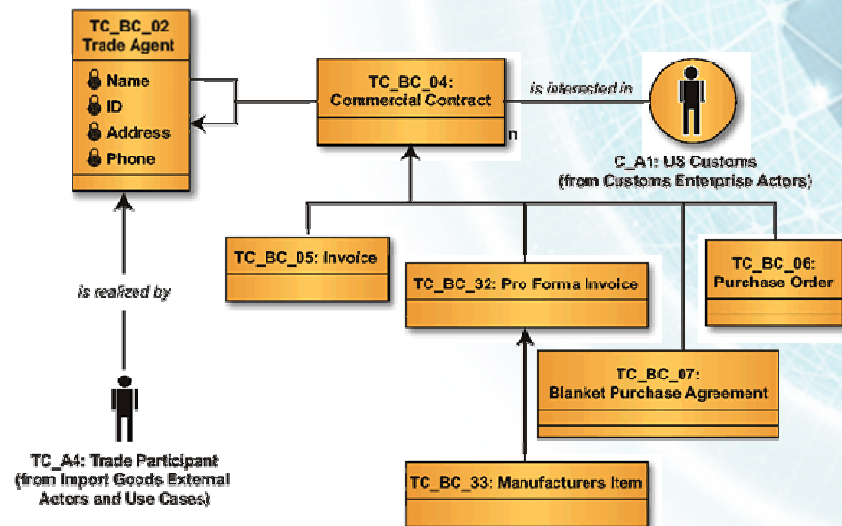 TC_BC_02
Trade Agent
Name
ID
Address
Phone
TC_BC_04:
Commercial Contract
n
is interested in
C_A1: US Customs
(from Customs Enterprise Actors)
TC_BC_05: Invoice
TC_BC_32: Pro Forma Invoice
TC_BC_06:
Purchase Order
is realized by
TC_BC_07:
Blanket Purchase Agreement
TC_A4: Trade Participant
(from Import Goods External
Actors and Use Cases)
TC_BC_33: Manufacturers Item